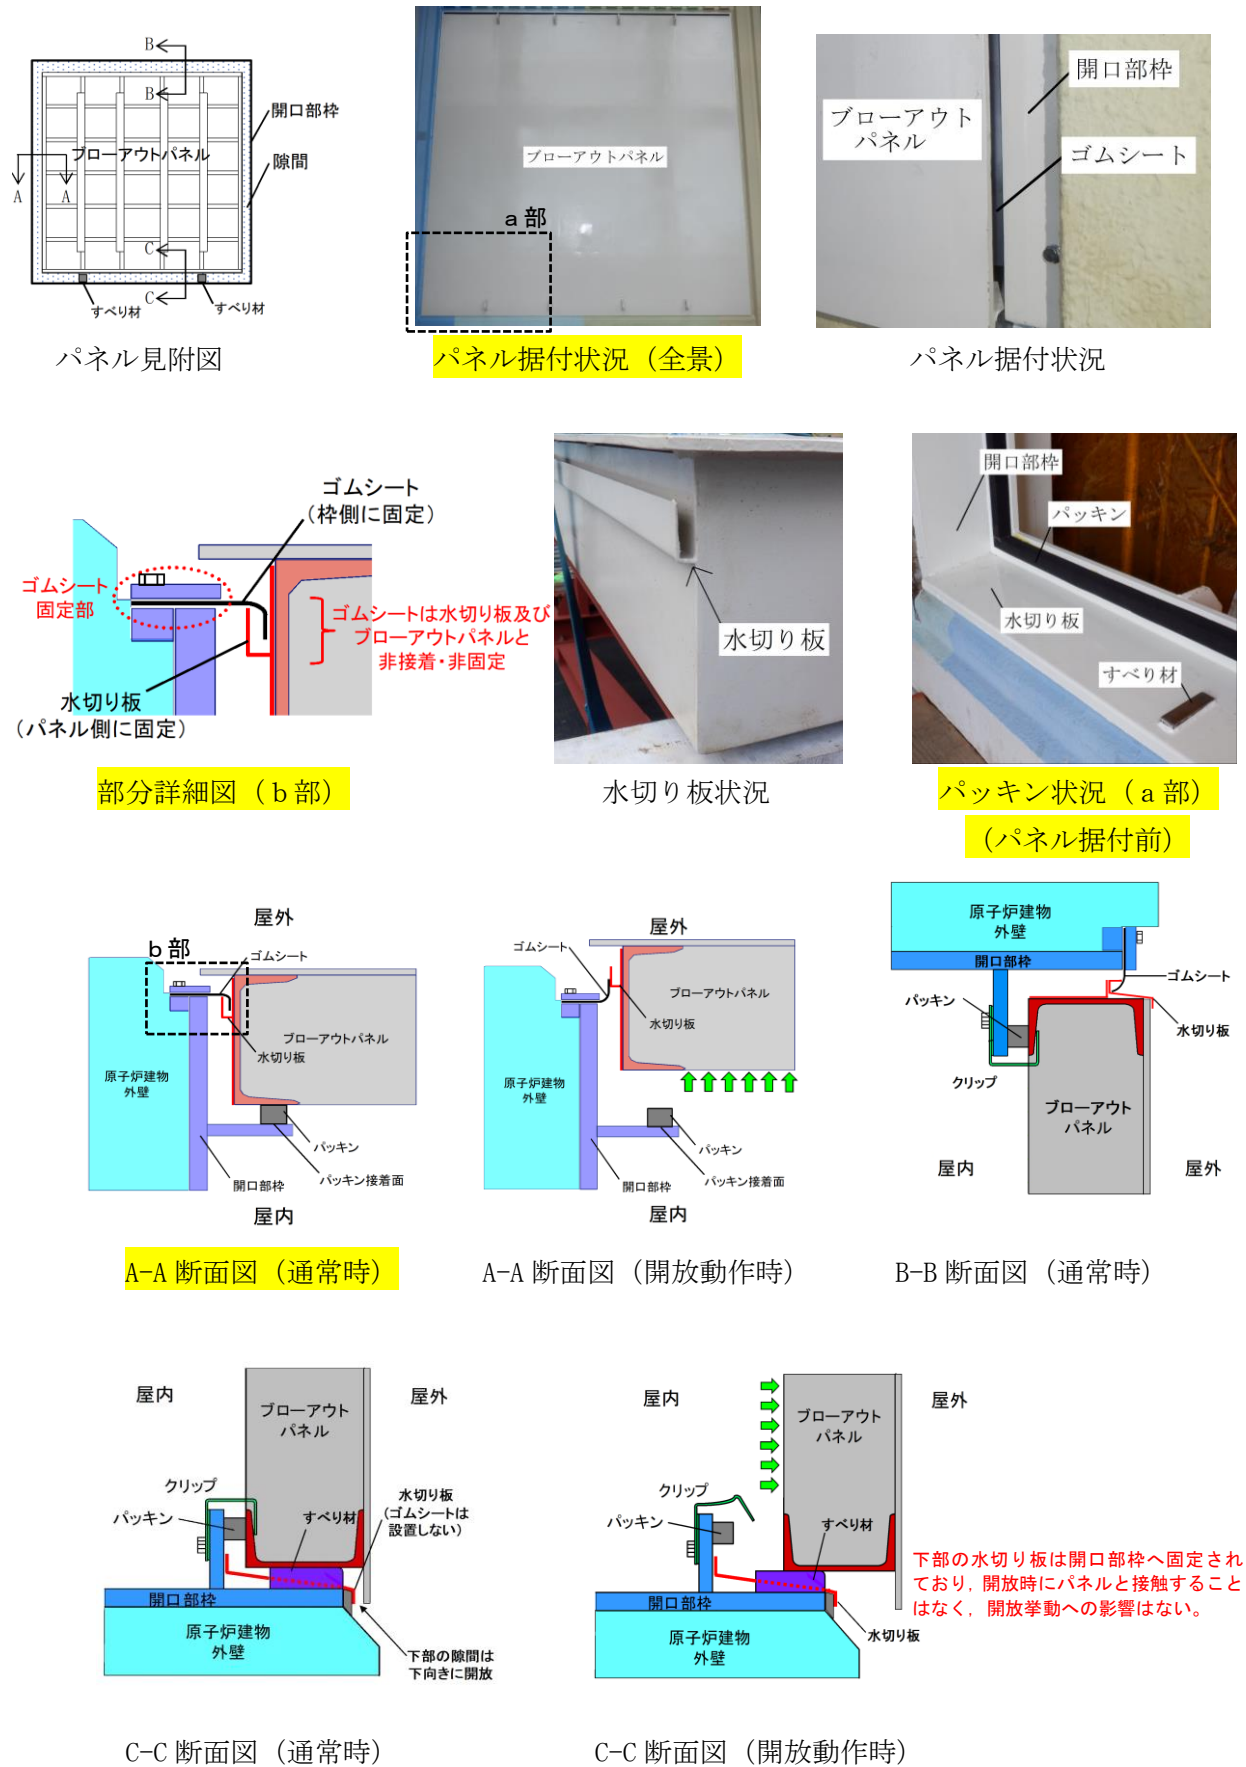 B
B
開口部枠
ブローアウトパネル
隙間
A
A
C
C
すべり材
すべり材
パネル見附図
ブローアウトパネル
a部
パネル据付状況（全景）
開口部枠
ブローアウト
パネル
ゴムシート
パネル据付状況
ゴムシート
（枠側に固定）
ゴムシート
固定部
ゴムシートは水切り板及び
ブローアウトパネルと
非接着・非固定
水切り板
（パネル側に固定）
部分詳細図（b部）
水切り板
水切り板状況
開口部枠
パッキン
水切り板
すべり材
パッキン状況（a部）
（パネル据付前）
屋外
b部
ゴムシート
ブローアウトパネル
水切り板
原子炉建物
外壁
パッキン
パッキン接着面
開口部枠
屋内
A-A 断面図（通常時）
屋外
ゴムシート
ブローアウトパネル
水切り板
原子炉建物
外壁
パッキン
パッキン接着面
開口部枠
屋内
A-A 断面図（開放動作時）
原子炉建物
外壁
開口部枠
ゴムシート
パッキン
水切り板
クリップ
ブローアウト
パネル
屋内
屋外
B-B 断面図（通常時）
屋内
屋外
ブローアウト
パネル
クリップ
水切り板
（ゴムシートは
設置しない）
パッキン
すべり材
開口部枠
原子炉建物
外壁
下部の隙間は
下向きに開放
C-C 断面図（通常時）
屋内
屋外
ブローアウト
パネル
クリップ
パッキン
すべり材
開口部枠
原子炉建物
外壁
水切り板
下部の水切り板は開口部枠へ固定され
ており，開放時にパネルと接触すること
はなく，開放挙動への影響はない。
C-C 断面図（開放動作時）